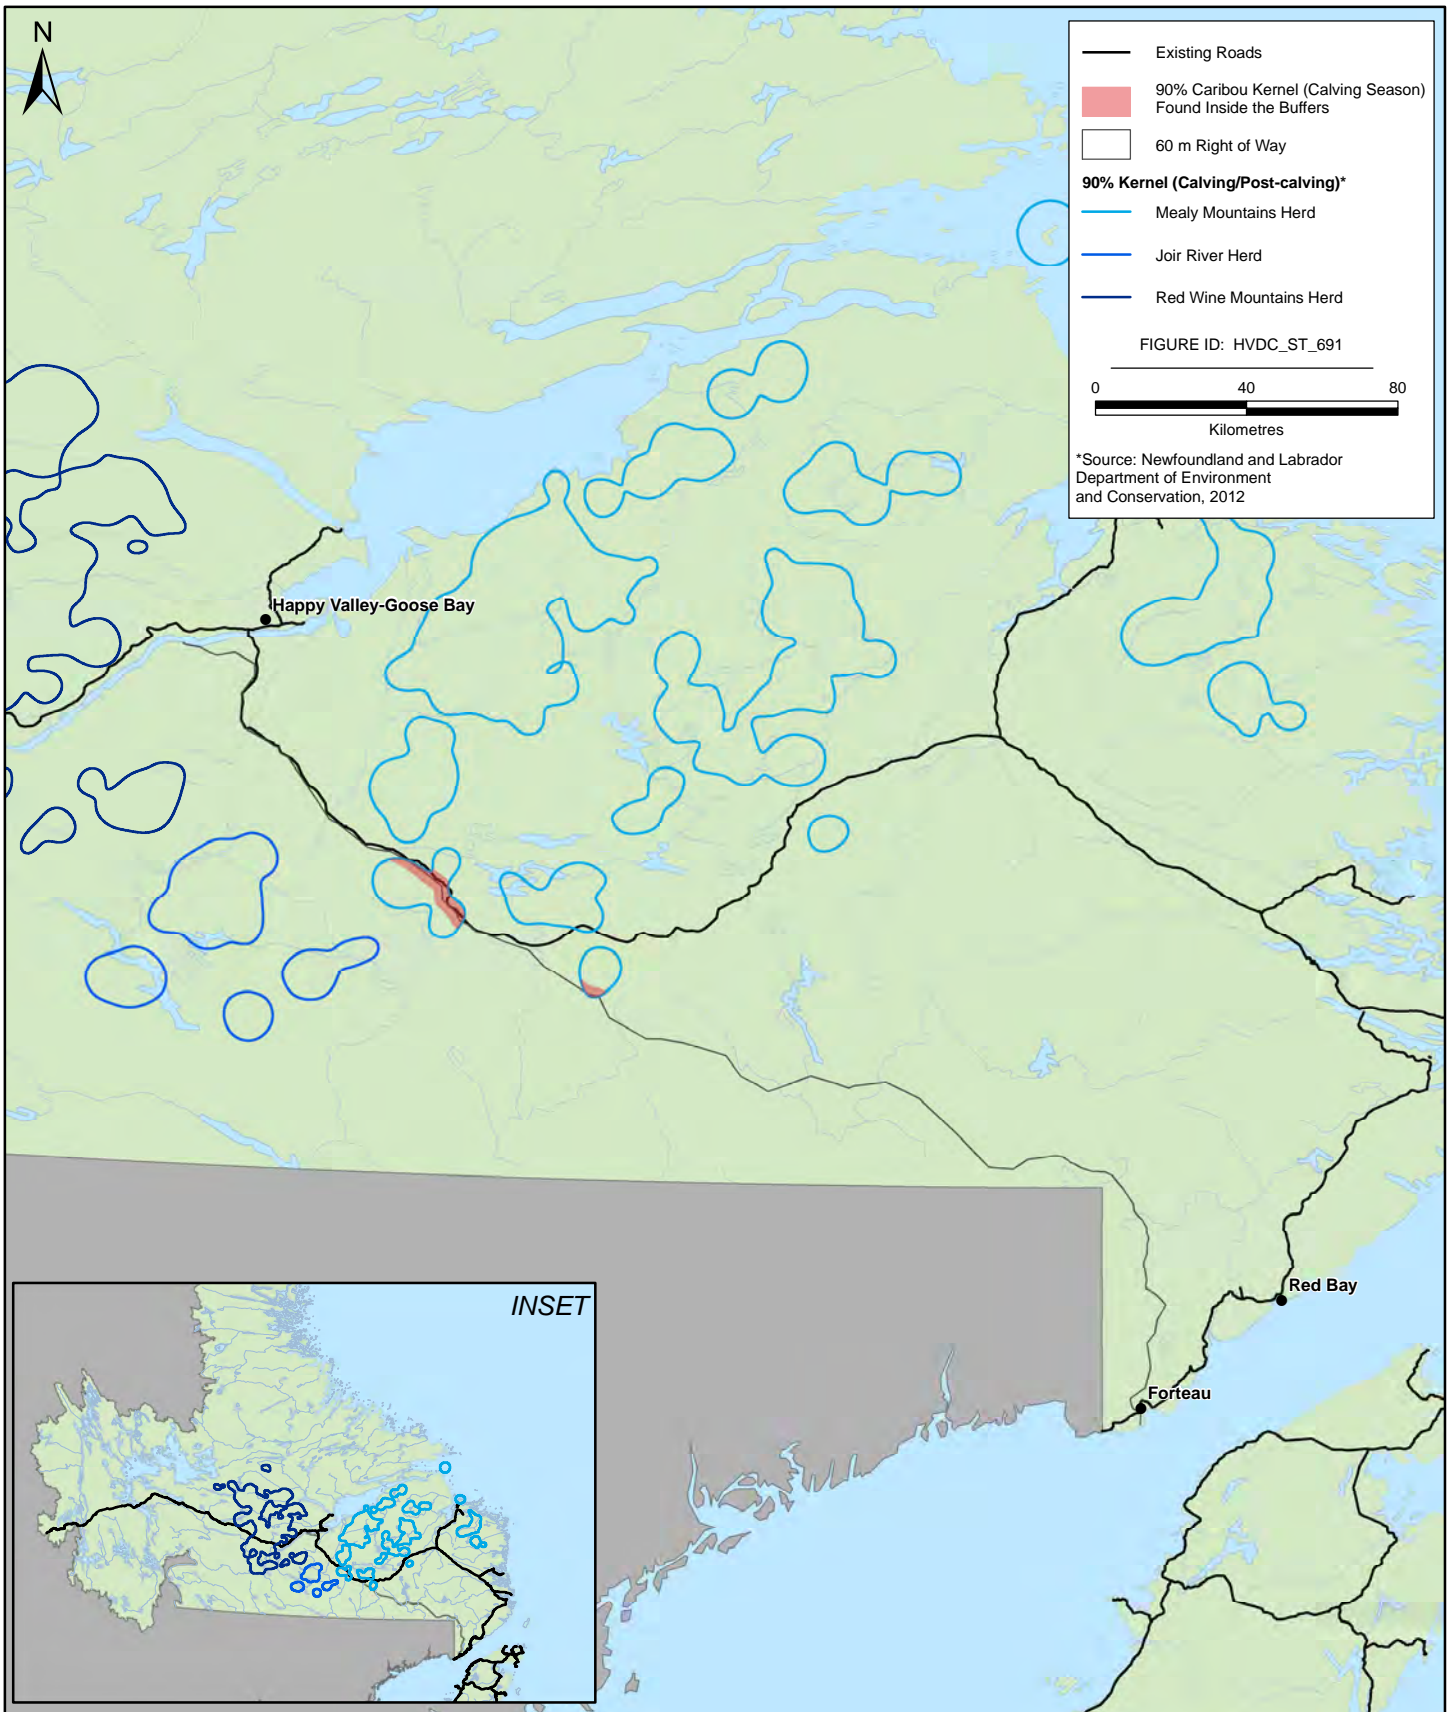 N
Existing Roads
90% Caribou Kernel (Calving Season)
Found Inside the Buffers
60 m Right of Way
90% Kernel (Calving/Post-calving)*
Mealy Mountains Herd
Joir River Herd
Red Wine Mountains Herd
FIGURE ID: HVDC_ST_691
0 40 80
Kilometres
*Source: Newfoundland and Labrador
Department of Environment
and Conservation, 2012
Happy Valley-Goose Bay
Red Bay
Forteau
INSET